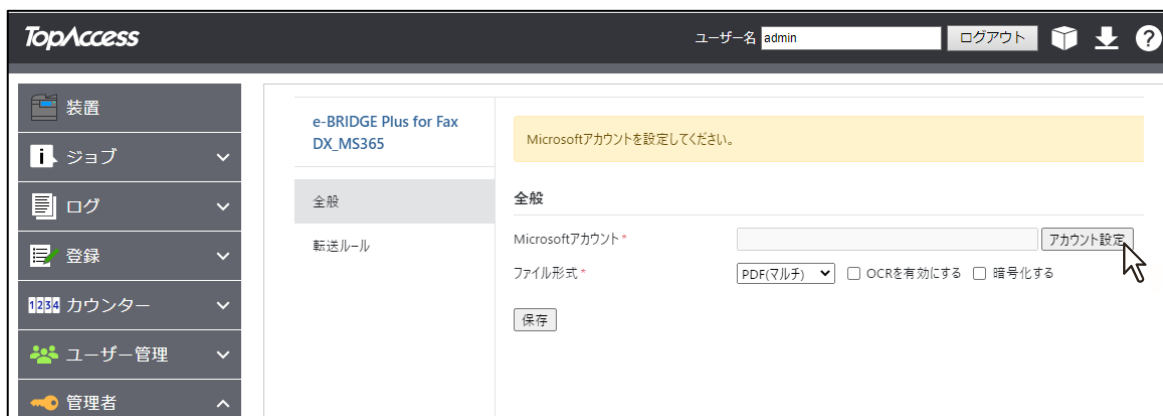 TopAccess
ユーザー名 admin ログアウト ?
装置
ジョブ
ログ
登録
1234 カウンター
ユーザー管理
管理者
e-BRIDGE Plus for Fax
DX_MS365
全般
転送ルール
Microsoftアカウントを設定してください。
全般
Microsoftアカウント * アカウント設定
ファイル形式 * PDF(マルチ) OCRを有効にする 暗号化する
保存